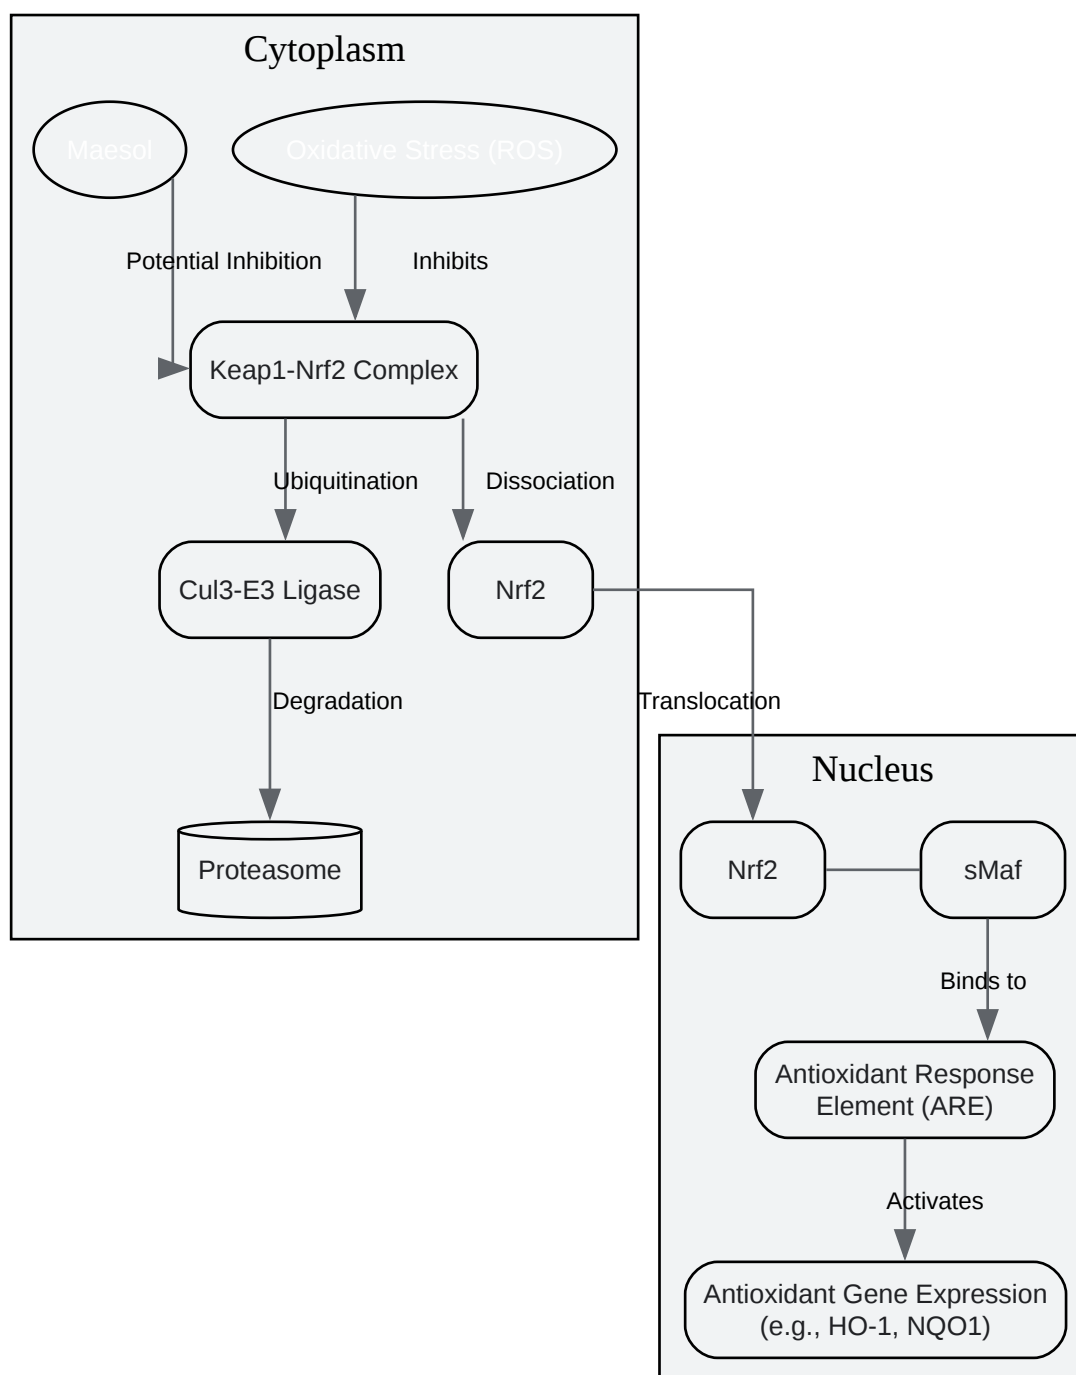 Cytoplasm
Maesol
Oxidative Stress (ROS)
Potential Inhibition
Inhibits
Keap1-Nrf2 Complex
Ubiquitination
Dissociation
Cul3-E3 Ligase
Nrf2
Degradation
Translocation
Nucleus
Proteasome
Nrf2
sMaf
Binds to
Antioxidant Response
Element (ARE)
Activates
Antioxidant Gene Expression
(e.g., HO-1, NQO1)